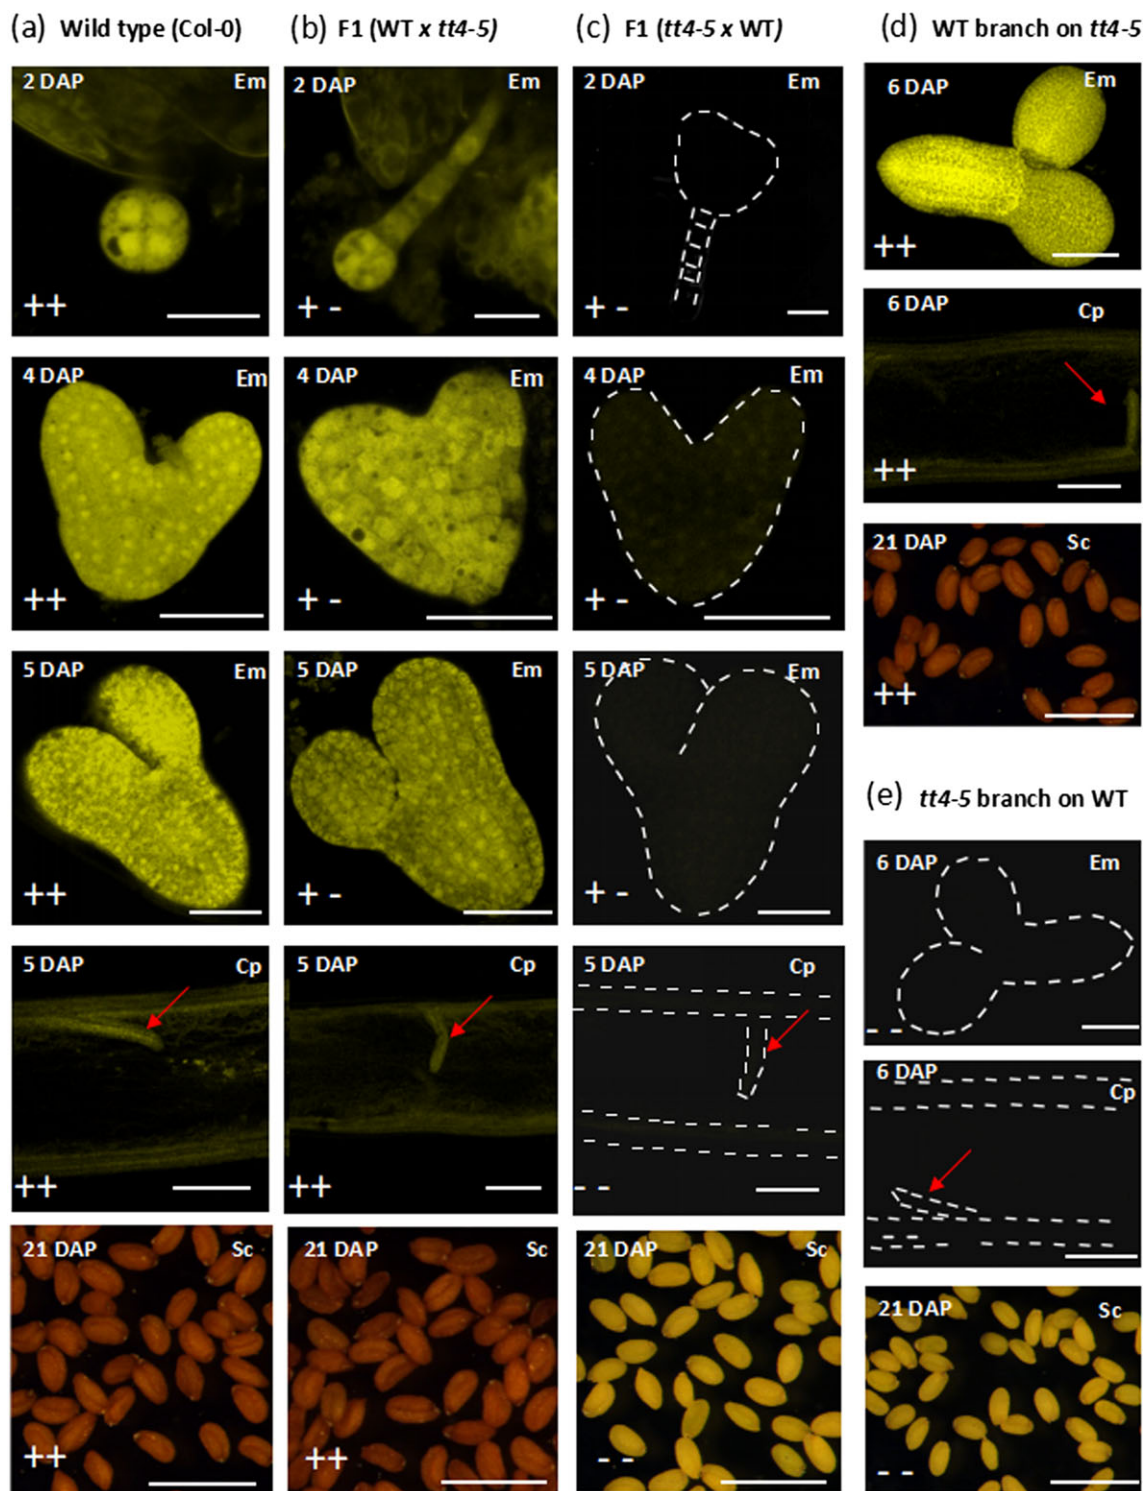 (a) Wild type (Col-0)
(b) F1 (WT x tt4-5)
(c) F1 (tt4-5 x WT)
(d) WT branch on tt4-5
2 DAP Em
++
2 DAP Em
+ -
2 DAP Em
+ -
6 DAP Em
++
4 DAP Em
++
4 DAP Em
+ -
4 DAP Em
+ -
6 DAP Cp
++
21 DAP Sc
++
5 DAP Em
++
5 DAP Em
+ -
5 DAP Em
+ -
(e) tt4-5 branch on WT
6 DAP Em
- -
5 DAP Cp
++
5 DAP Cp
++
5 DAP Cp
- -
6 DAP Cp
- -
21 DAP Sc
++
21 DAP Sc
++
21 DAP Sc
- -
21 DAP Sc
- -